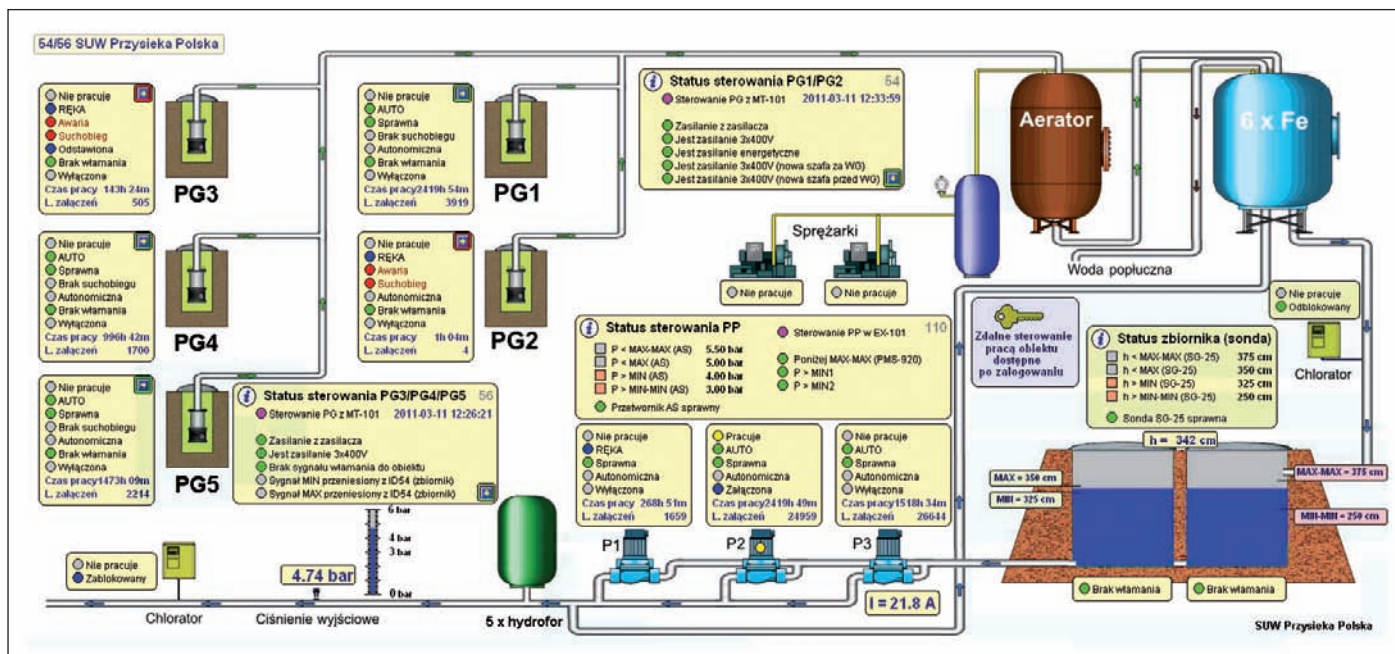 54/56 SUW Przysieka Polska
Nie pracuje
RĘKA
Awaria
Suchobieg
Odstawiona
Brak włamania
Wyłączona
Czas pracy 143h 24m
L. załączeń 505
PG3
Nie pracuje
AUTO
Sprawna
Brak suchobiegu
Autonomiczna
Brak włamania
Wyłączona
Czas pracy 2419h 54m
L. załączeń 3919
PG1
Status sterowania PG1/PG2 54
Sterowanie PG z MT-101 2011-03-11 12:33:59
Zasilanie z zasilacza
Jest zasilanie 3x400V
Jest zasilanie energetyczne
Jest zasilanie 3x400V (nowa szafa za WG)
Jest zasilanie 3x400V (nowa szafa przed WG)
Aerator
6 x Fe
Nie pracuje
AUTO
Sprawna
Brak suchobiegu
Autonomiczna
Brak włamania
Wyłączona
Czas pracy 996h 42m
L. załączeń 1700
PG4
Nie pracuje
RĘKA
Awaria
Suchobieg
Autonomiczna
Brak włamania
Wyłączona
Czas pracy 1h 04m
L. załączeń 4
PG2
Sprężarki
Nie pracuje
Nie pracuje
Woda popłuczna
Nie pracuje
Odblokowany
Chlorator
Status sterowania PP 110
P < MAX-MAX (AS) 5.50 bar
P < MAX (AS) 5.00 bar
P > MIN (AS) 4.00 bar
P > MIN-MIN (AS) 3.00 bar
Przetwornik AS sprawny
Sterowanie PP w EX-101
Poniżej MAX-MAX (PMS-920)
P > MIN1
P > MIN2
Zdalne sterowanie
pracą obiektu
dostępne
po zalogowaniu
Status zbiornika (sonda)
h < MAX-MAX (SG-25) 375 cm
h < MAX (SG-25) 350 cm
h > MIN (SG-25) 325 cm
h > MIN-MIN (SG-25) 250 cm
Sonda SG-25 sprawna
h = 342 cm
Nie pracuje
AUTO
Sprawna
Brak suchobiegu
Autonomiczna
Brak włamania
Wyłączona
Czas pracy 1473h 09m
L. załączeń 2214
PG5
Status sterowania PG3/PG4/PG5 56
Sterowanie PG z MT-101 2011-03-11 12:26:21
Zasilanie z zasilacza
Jest zasilanie 3x400V
Brak sygnału włamania do obiektu
Sygnał MIN przeniesiony z ID54 (zbiornik)
Sygnał MAX przeniesiony z ID54 (zbiornik)
Nie pracuje
RĘKA
Sprawna
Autonomiczna
Wyłączona
Czas pracy 268h 51m
L. załączeń 1659
P1
Pracuje
AUTO
Sprawna
Autonomiczna
Załączona
Czas pracy 2419h 49m
L. załączeń 24959
P2
Nie pracuje
AUTO
Sprawna
Autonomiczna
Wyłączona
Czas pracy 1518h 34m
L. załączeń 26644
P3
MAX = 350 cm
MIN = 325 cm
MAX-MAX = 375 cm
MIN-MIN = 250 cm
Brak włamania
Brak włamania
6 bar
4 bar
3 bar
0 bar
Nie pracuje
Zablokowany
Chlorator
4.74 bar
Ciśnienie wyjściowe
5 x hydrofor
I = 21.8 A
SUW Przysieka Polska